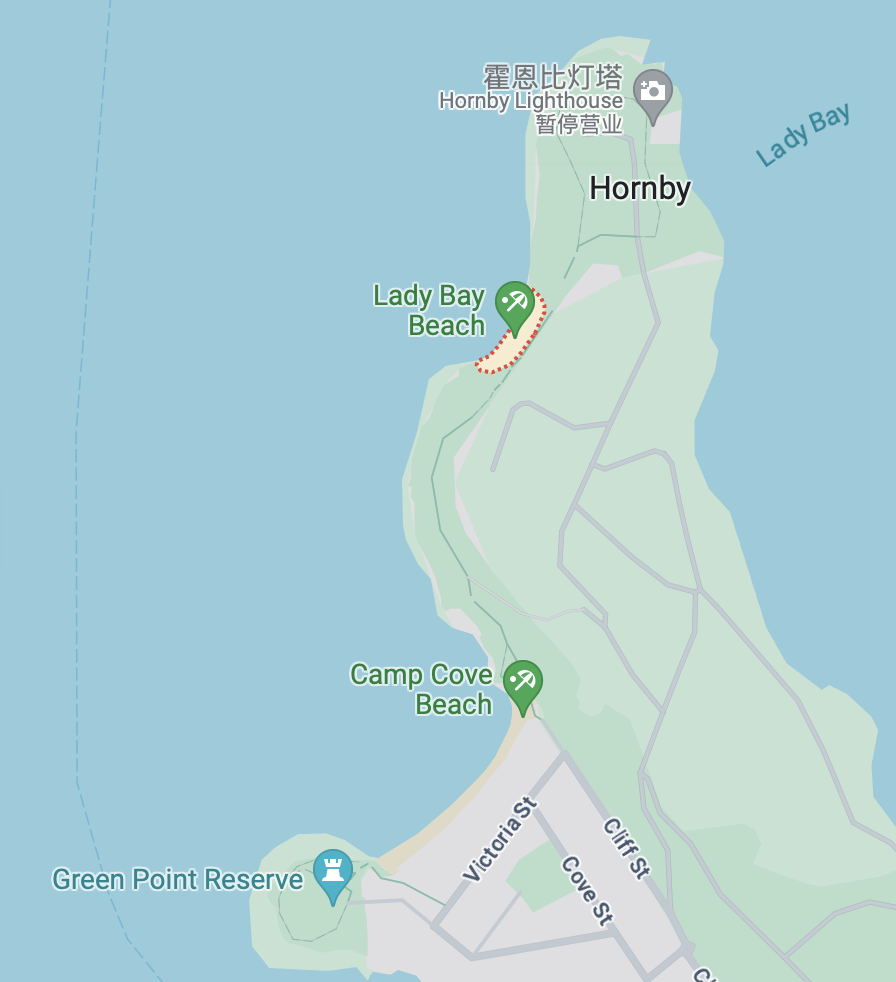 霍恩比灯塔
Hornby Lighthouse
暂停营业
Lady Bay
Hornby
Lady Bay
Beach
Camp Cove
Beach
Victoria St
Cliff St
Cove St
Green Point Reserve